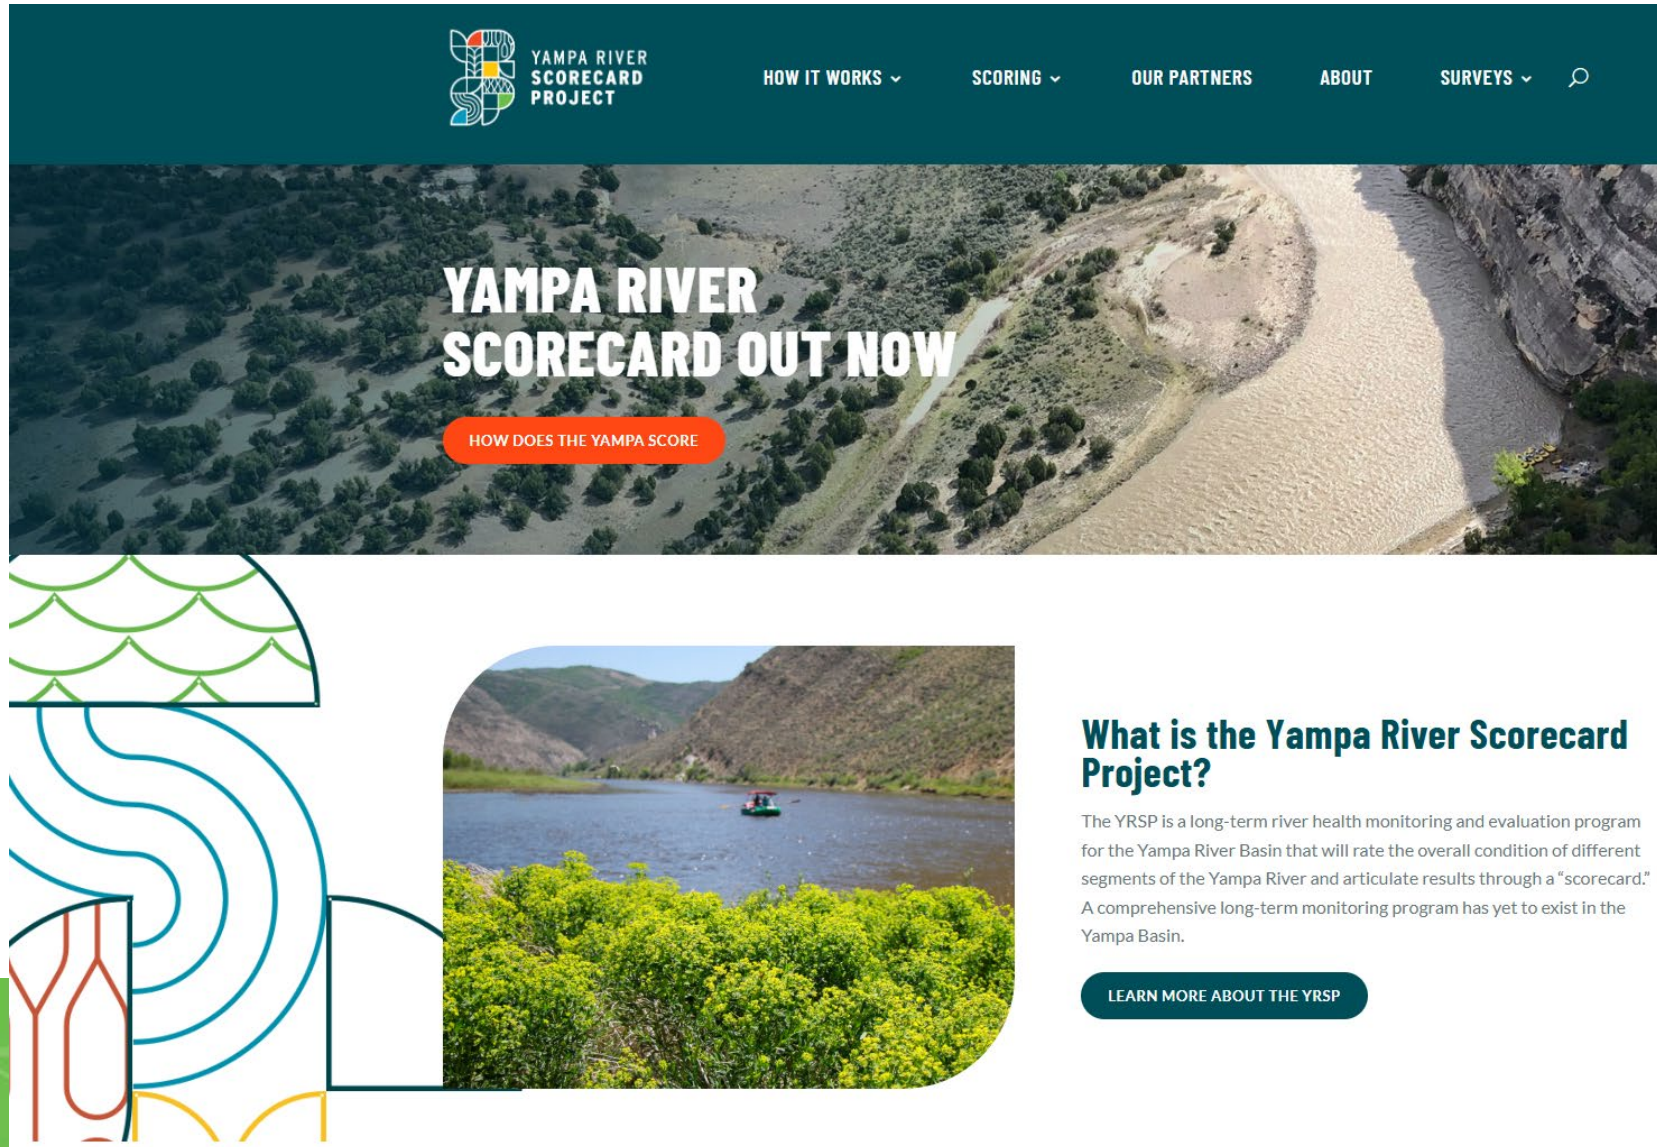 YAMPA RIVER
SCORECARD
PROJECT
HOW IT WORKS
SCORING
OUR PARTNERS
ABOUT
SURVEYS
YAMPA RIVER
SCORECARD OUT NOW
HOW DOES THE YAMPA SCORE
What is the Yampa River Scorecard
Project?
The YRSP is a long-term river health monitoring and evaluation program
for the Yampa River Basin that will rate the overall condition of different
segments of the Yampa River and articulate results through a “scorecard.”
A comprehensive long-term monitoring program has yet to exist in the
Yampa Basin.
LEARN MORE ABOUT THE YRSP